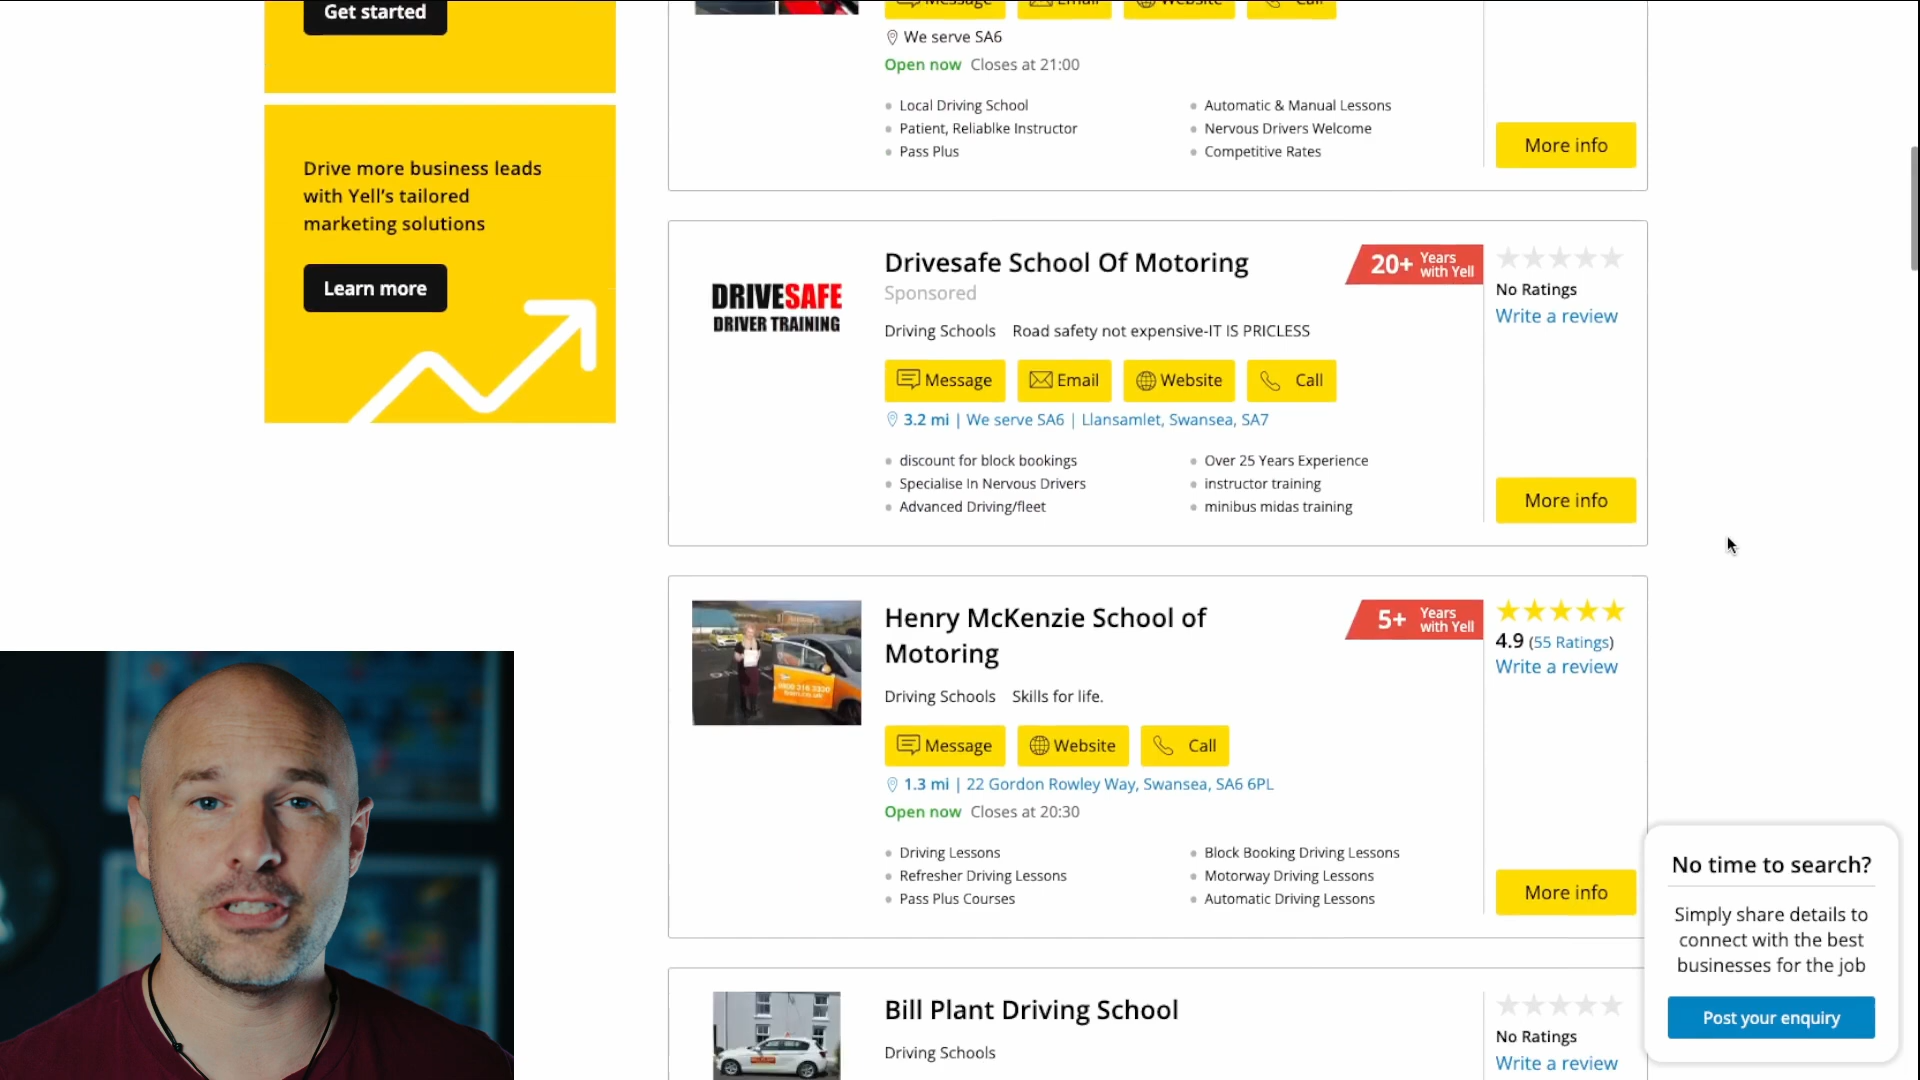 Get started
Drive more business leads
with Yell's tailored
marketing solutions
Learn more
Message Email Website Call
We serve SA6
Open now Closes at 21:00
Local Driving School
Patient, Reliablke Instructor
Pass Plus
Automatic & Manual Lessons
Nervous Drivers Welcome
Competitive Rates
More info
DRIVESAFE
DRIVER TRAINING
Drivesafe School Of Motoring
Sponsored
20+ Years
with Yell
No Ratings
Write a review
Driving Schools Road safety not expensive-IT IS PRICLESS
Message Email Website Call
3.2 mi | We serve SA6 | Llansamlet, Swansea, SA7
discount for block bookings
Specialise In Nervous Drivers
Advanced Driving/fleet
Over 25 Years Experience
instructor training
minibus midas training
More info
Henry McKenzie School of
Motoring
5+ Years
with Yell
4.9 (55 Ratings)
Write a review
Driving Schools Skills for life.
Message Website Call
1.3 mi | 22 Gordon Rowley Way, Swansea, SA6 6PL
Open now Closes at 20:30
Driving Lessons
Refresher Driving Lessons
Pass Plus Courses
Block Booking Driving Lessons
Motorway Driving Lessons
Automatic Driving Lessons
More info
Bill Plant Driving School
Driving Schools
No Ratings
Write a review
No time to search?
Simply share details to
connect with the best
businesses for the job
Post your enquiry